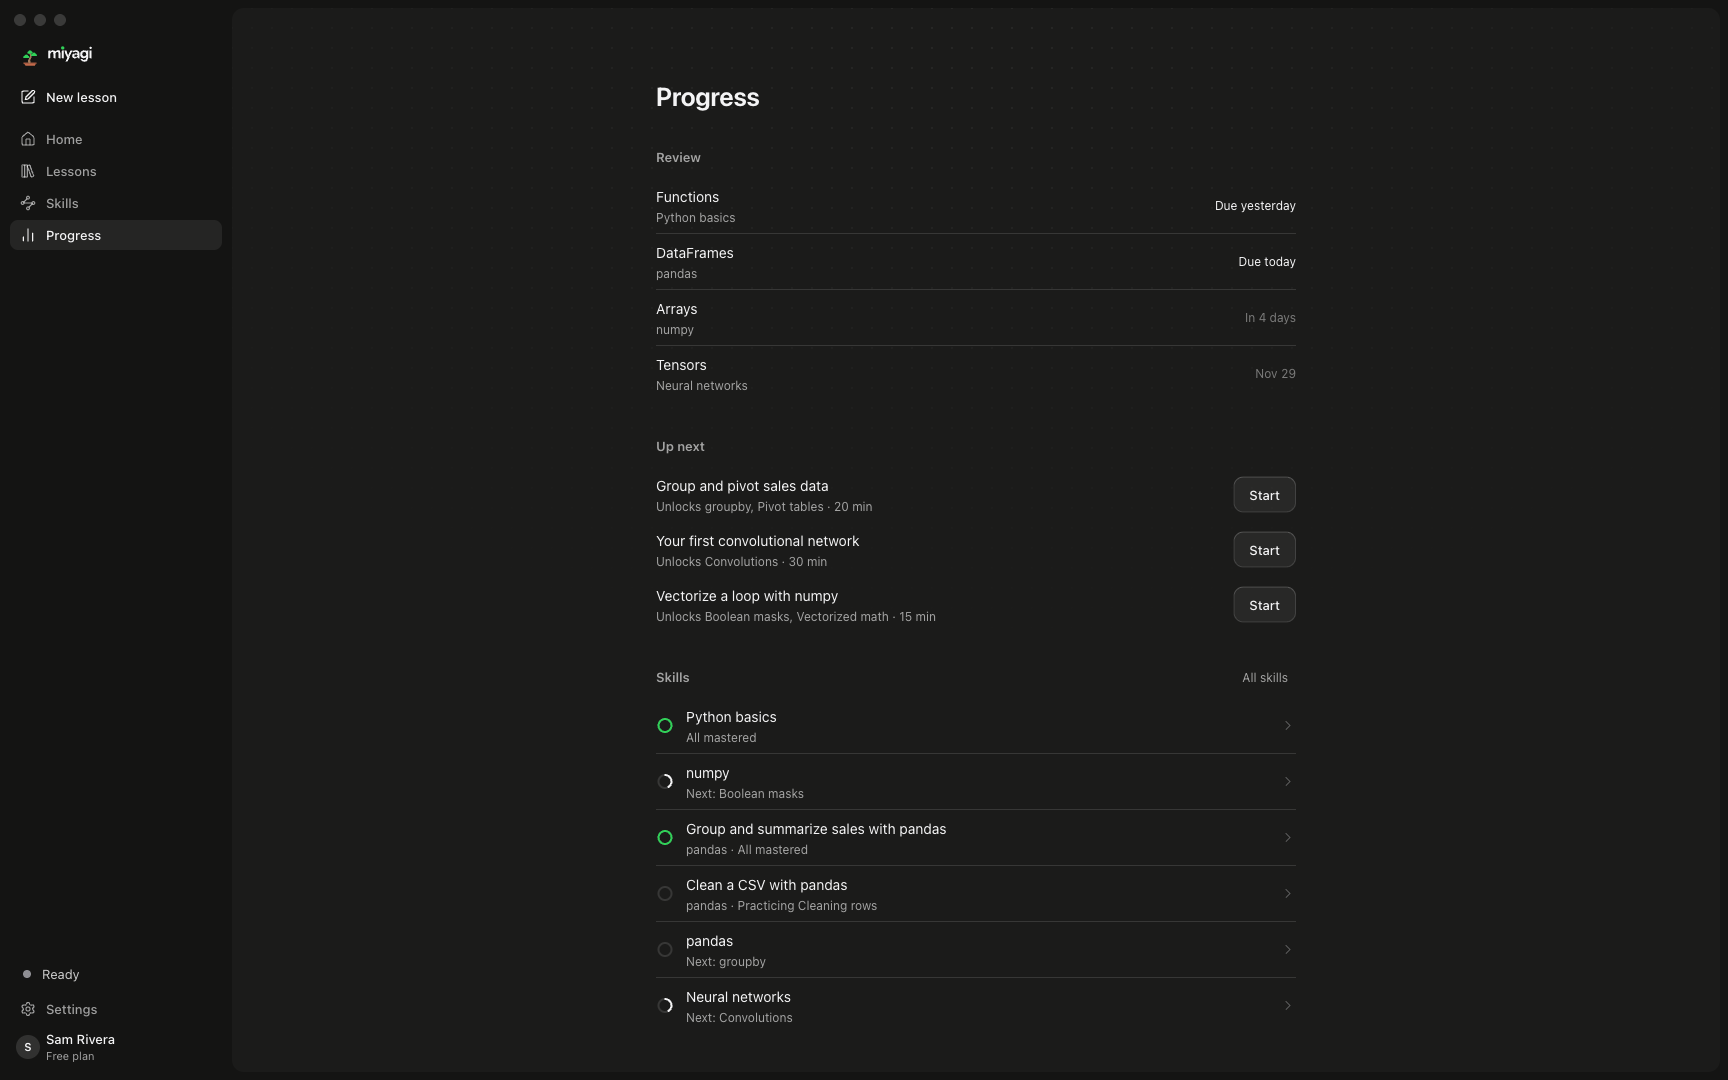 miyagi
New lesson
Home
Lessons
Skills
Progress
Ready
Settings
S
Sam Rivera
Free plan
Progress
Review
Functions
Python basics
Due yesterday
DataFrames
pandas
Due today
Arrays
numpy
In 4 days
Tensors
Neural networks
Nov 29
Up next
Group and pivot sales data
Unlocks groupby, Pivot tables · 20 min
Start
Your first convolutional network
Unlocks Convolutions · 30 min
Start
Vectorize a loop with numpy
Unlocks Boolean masks, Vectorized math · 15 min
Start
Skills
All skills
Python basics
All mastered
numpy
Next: Boolean masks
Group and summarize sales with pandas
pandas · All mastered
Clean a CSV with pandas
pandas · Practicing Cleaning rows
pandas
Next: groupby
Neural networks
Next: Convolutions